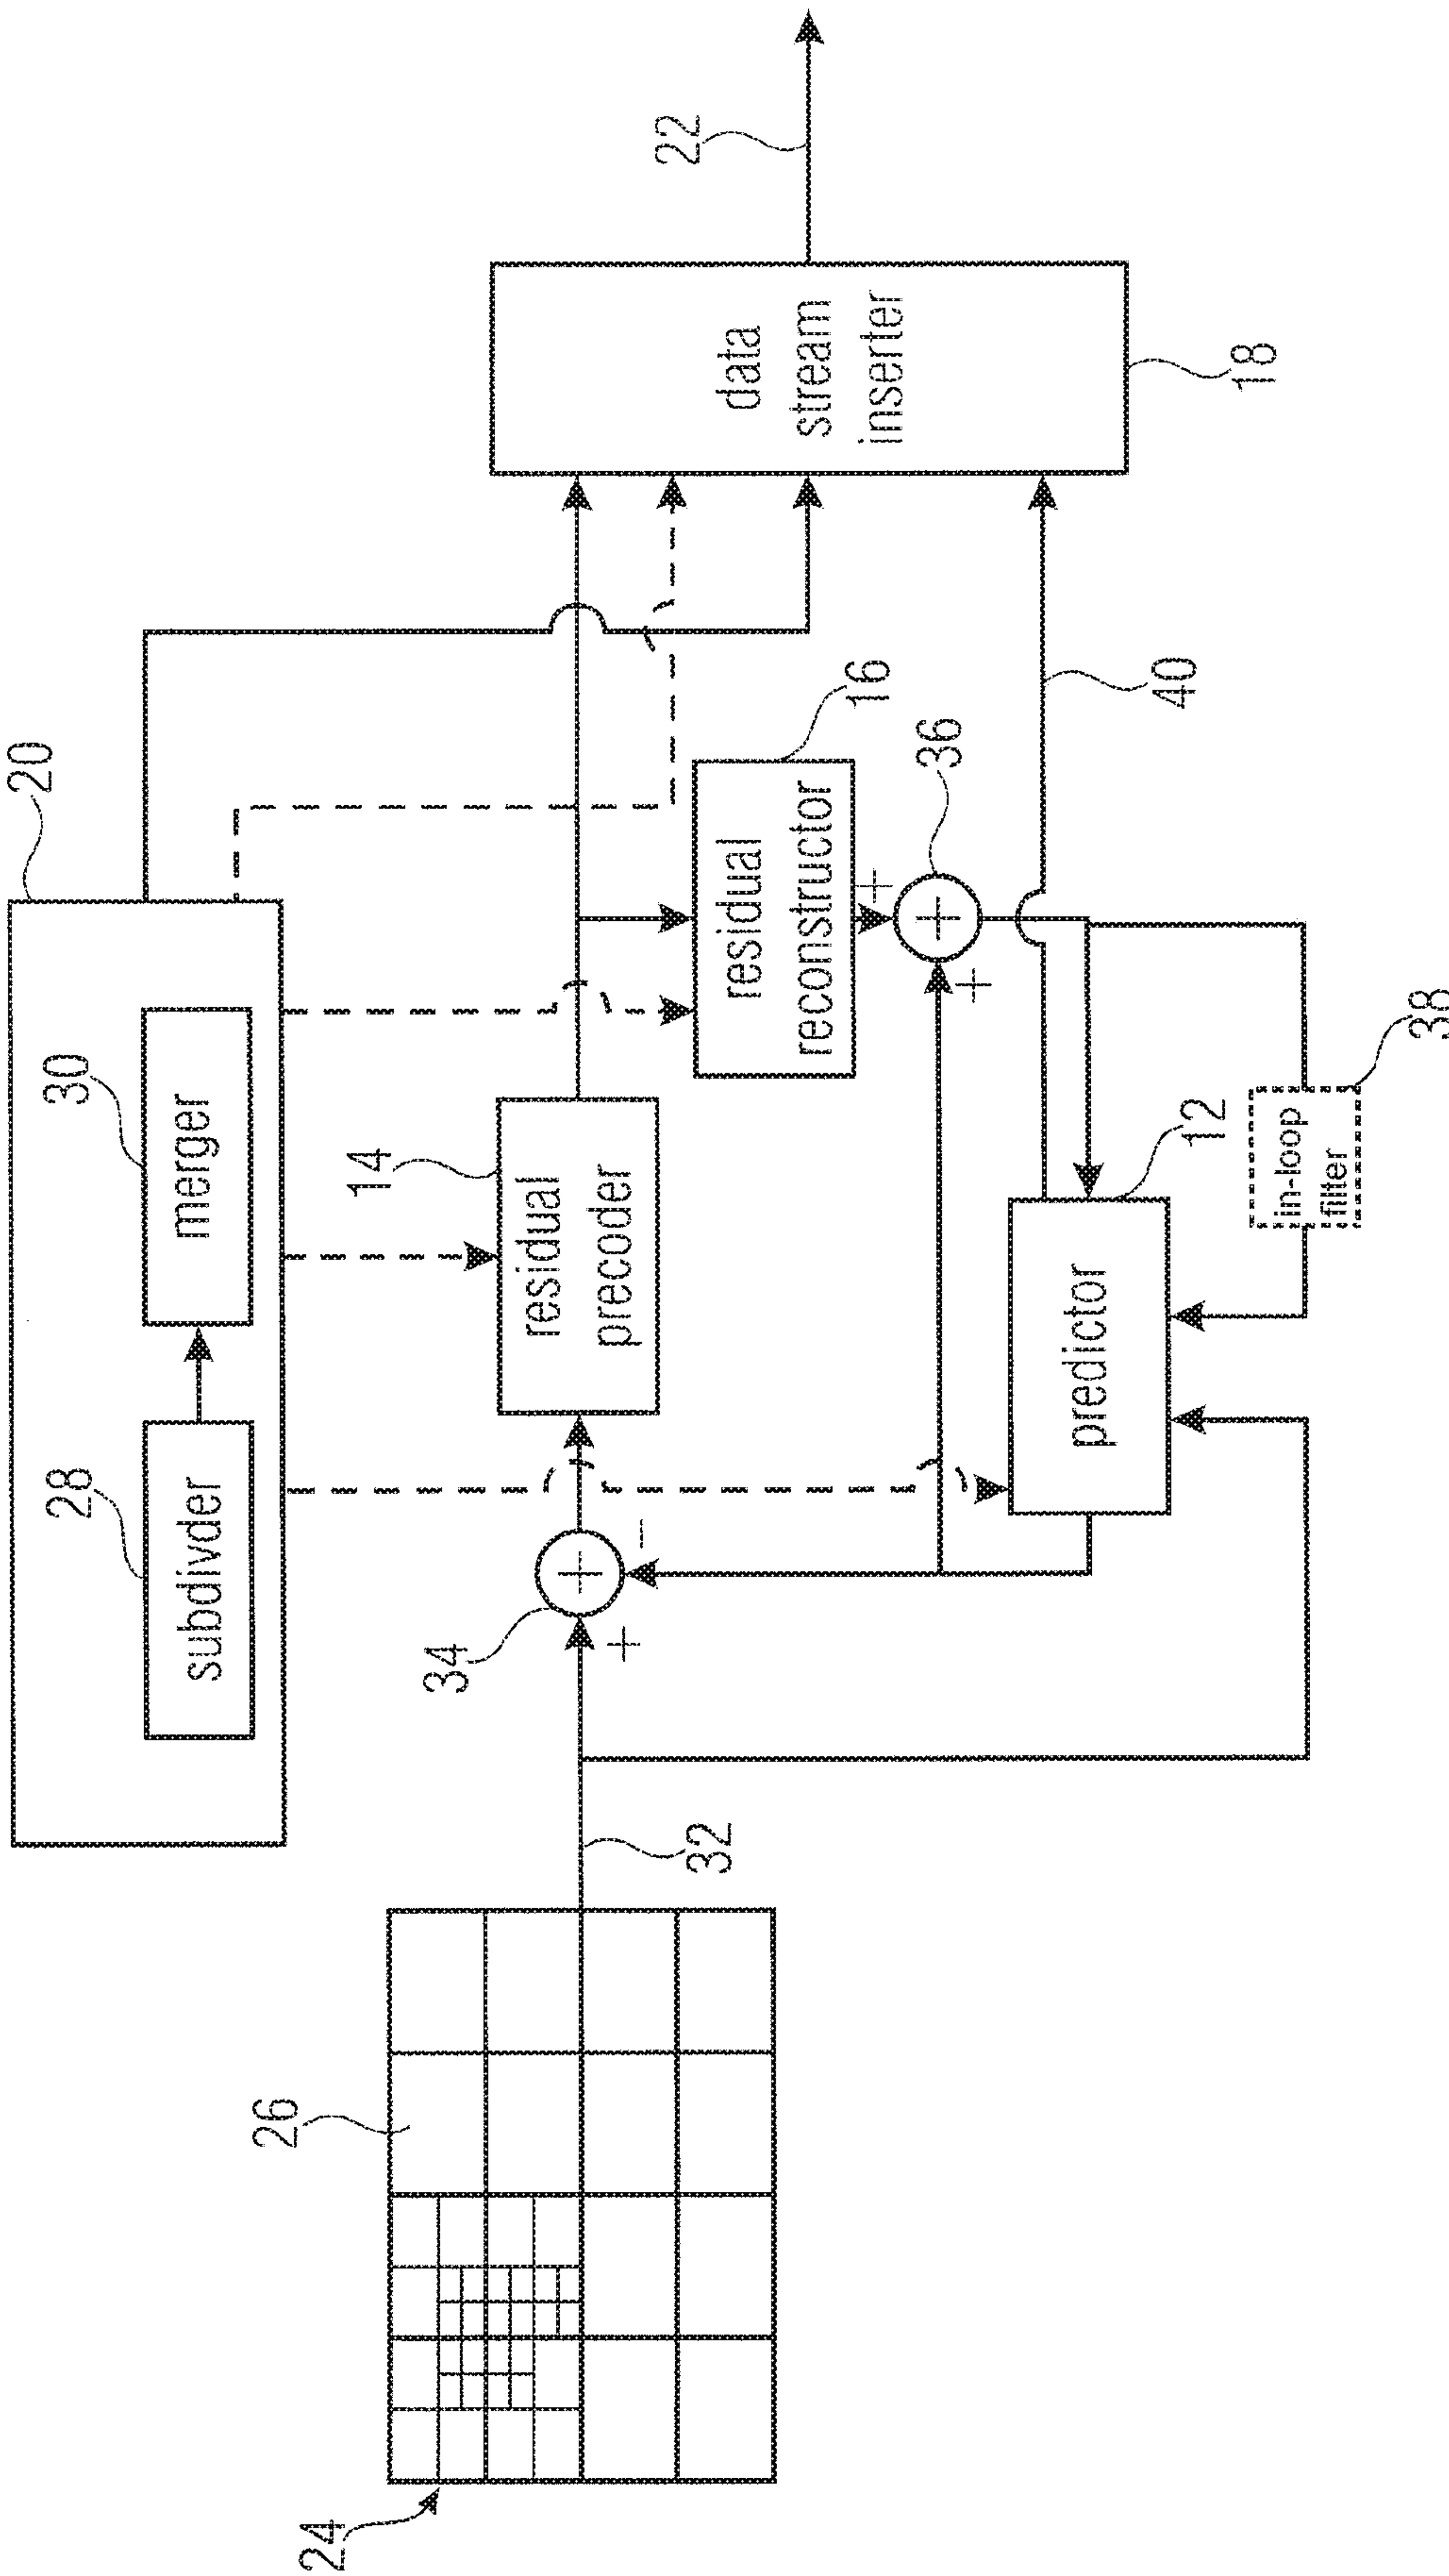 20
28
subdivder
30
merger
24
26
32
34
+
+
−
14
residual
precoder
residual
reconstructor
16
+
+
+
36
predictor
12
in-loop
filter
38
40
data
stream
inserter
18
22